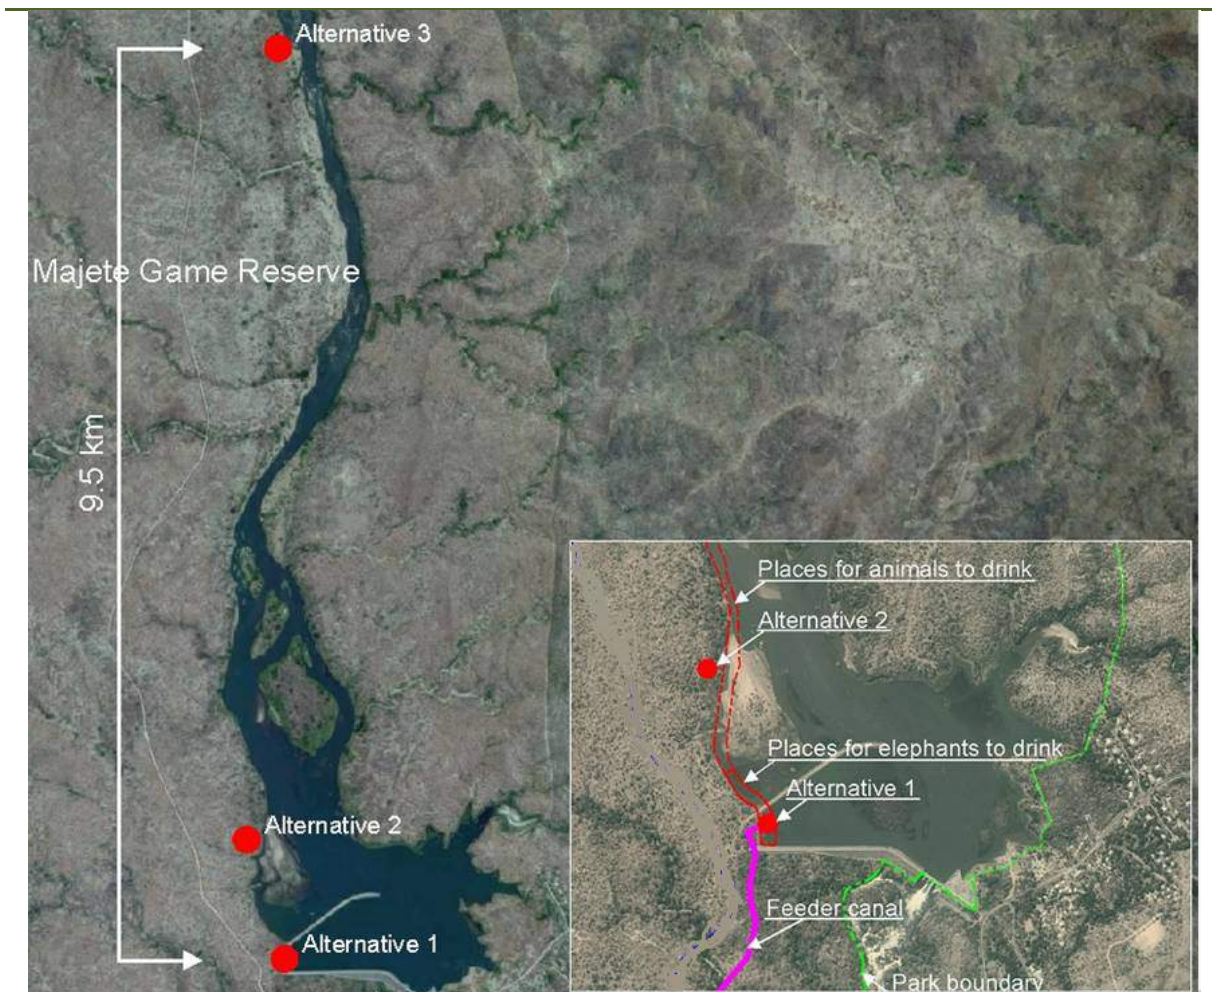 Alternative 3
Majete Game Reserve
9.5 km
Alternative 2
Alternative 1
Places for animals to drink
Alternative 2
Places for elephants to drink
Alternative 1
Feeder canal
Park boundary